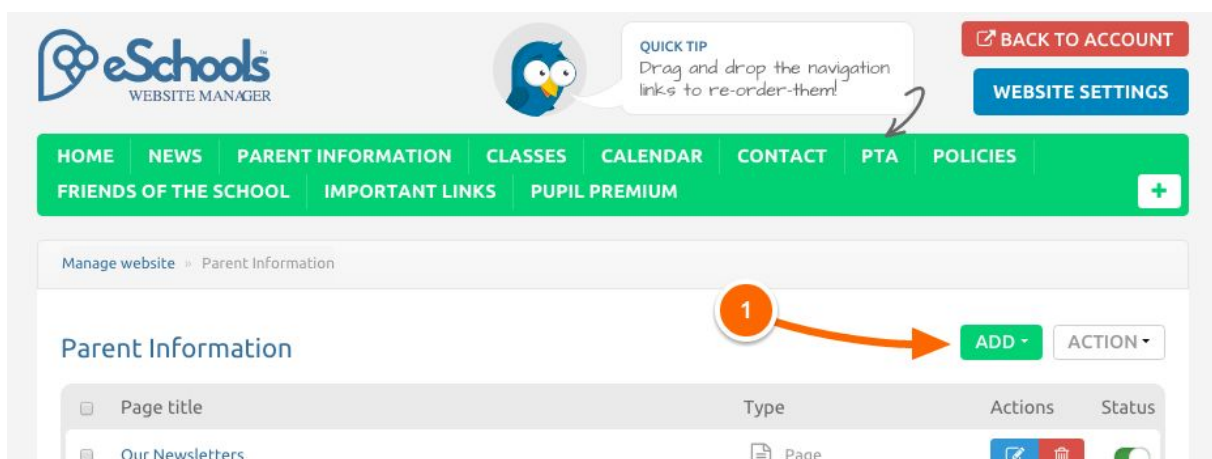 eSchools
WEBSITE MANAGER
QUICK TIP
Drag and drop the navigation
links to re-order-them!
BACK TO ACCOUNT
WEBSITE SETTINGS
HOME NEWS PARENT INFORMATION CLASSES CALENDAR CONTACT PTA POLICIES
FRIENDS OF THE SCHOOL IMPORTANT LINKS PUPIL PREMIUM +
Manage website » Parent Information
1
Parent Information ADD ACTION
Page title Type Actions Status
Our Newsletters Page